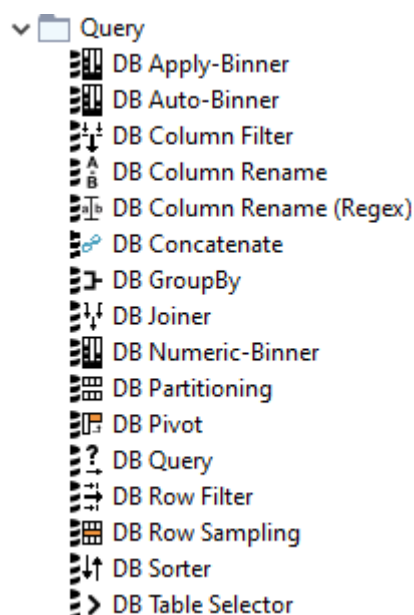 Query
DB Apply-Binner
DB Auto-Binner
DB Column Filter
DB Column Rename
DB Column Rename (Regex)
DB Concatenate
DB GroupBy
DB Joiner
DB Numeric-Binner
DB Partitioning
DB Pivot
DB Query
DB Row Filter
DB Row Sampling
DB Sorter
DB Table Selector